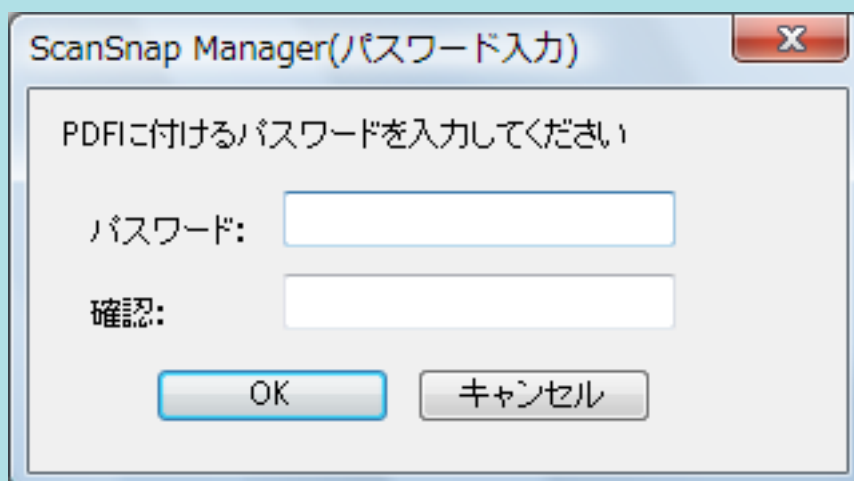 ScanSnap Manager(パスワード入力)
PDFに付けるパスワードを入力してください
パスワード:
確認:
OK キャンセル